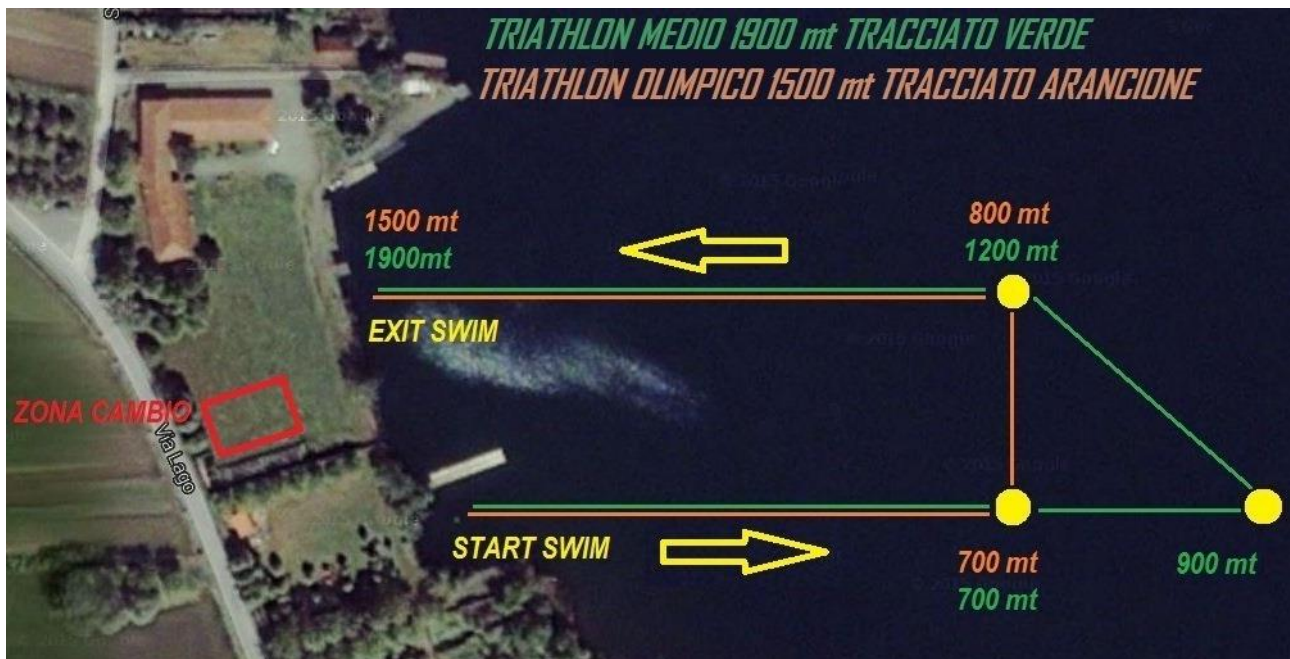 TRIATHLON MEDIO 1900 mt TRACCIATO VERDE
TRIATHLON OLIMPICO 1500 mt TRACCIATO ARANCIONE
1500 mt
1900mt
800 mt
1200 mt
EXIT SWIM
ZONA CAMBIO
Via Lago
START SWIM
700 mt
700 mt
900 mt